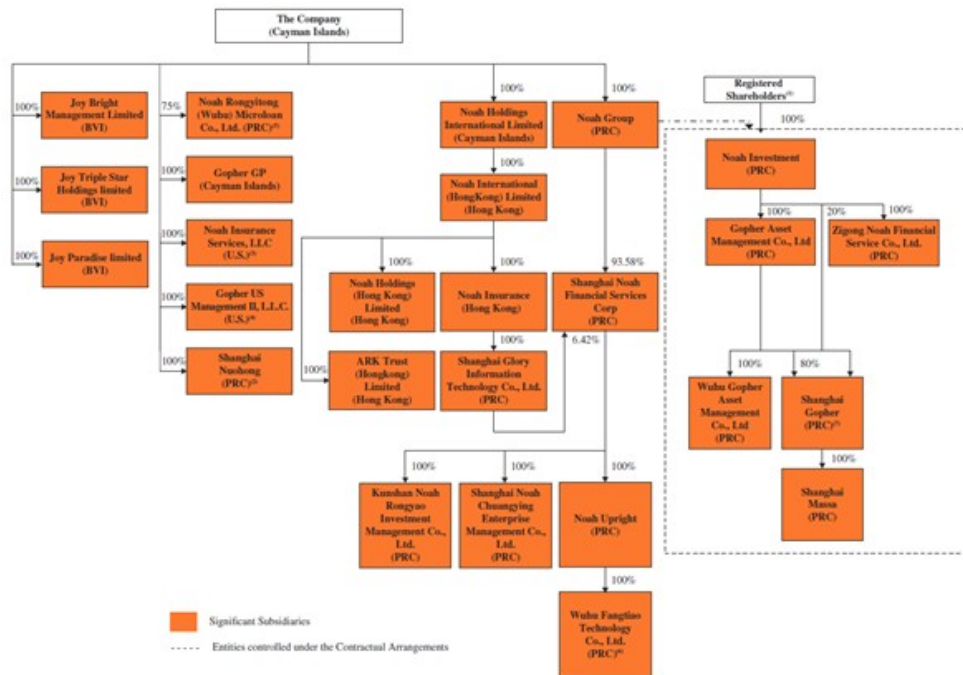 The Company
(Cayman Islands)
100%
Joy Bright
Management Limited
(BVI)
100%
Joy Triple Star
Holdings limited
(BVI)
100%
Joy Paradise limited
(BVI)
75%
Noah Rongyitong
(Wuhu) Microloan
Co., Ltd. (PRC)
100%
Gopher GP
(Cayman Islands)
100%
Noah Insurance
Services, LLC
(U.S.)
100%
Gopher US
Management II, L.L.C.
(U.S.)
100%
Shanghai
Nuohong
(PRC)
100%
Noah Holdings
International Limited
(Cayman Islands)
100%
Noah International
(HongKong) Limited
(Hong Kong)
100%
Noah Holdings
(Hong Kong)
Limited
(Hong Kong)
100%
Noah Insurance
(Hong Kong)
100%
ARK Trust
(Hongkong)
Limited
(Hong Kong)
100%
Shanghai Glory
Information
Technology Co., Ltd.
(PRC)
100%
Noah Group
(PRC)
93.58%
Shanghai Noah
Financial Services
Corp
(PRC)
6.42%
100%
Kunshan Noah
Rongyao
Investment
Management Co.,
Ltd.
(PRC)
100%
Shanghai Noah
Chuangying
Enterprise
Management Co.,
Ltd.
(PRC)
100%
Noah Upright
(PRC)
100%
Wuhu Fangtiao
Technology
Co., Ltd.
(PRC)
Registered
Shareholders
100%
Noah Investment
(PRC)
100%
Gopher Asset
Management Co., Ltd
(PRC)
20%
100%
Zigong Noah Financial
Service Co., Ltd.
(PRC)
100%
Wuhu Gopher
Asset
Management
Co., Ltd
(PRC)
80%
Shanghai
Gopher
(PRC)
100%
Shanghai
Massa
(PRC)
Significant Subsidiaries
Entities controlled under the Contractual Arrangements